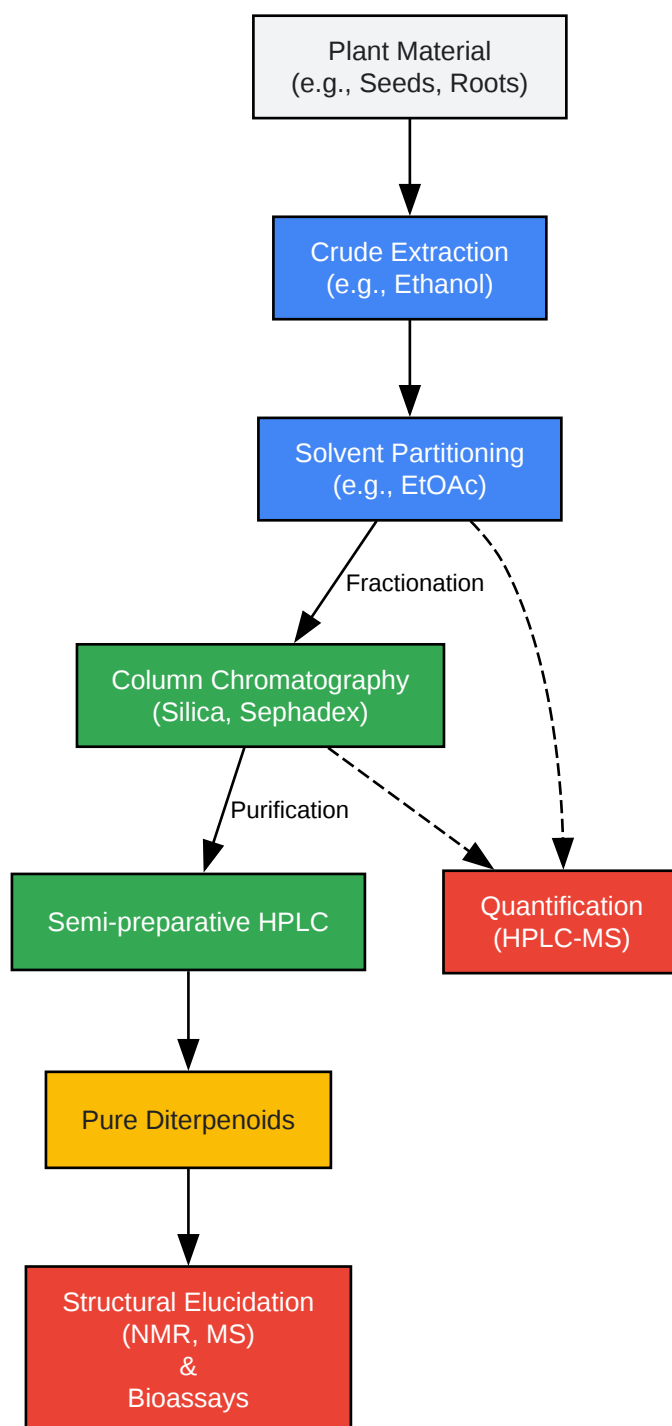 Plant Material
(e.g., Seeds, Roots)
Crude Extraction
(e.g., Ethanol)
Solvent Partitioning
(e.g., EtOAc)
Fractionation
Column Chromatography
(Silica, Sephadex)
Purification
Semi-preparative HPLC
Quantification
(HPLC-MS)
Pure Diterpenoids
Structural Elucidation
(NMR, MS)
&
Bioassays